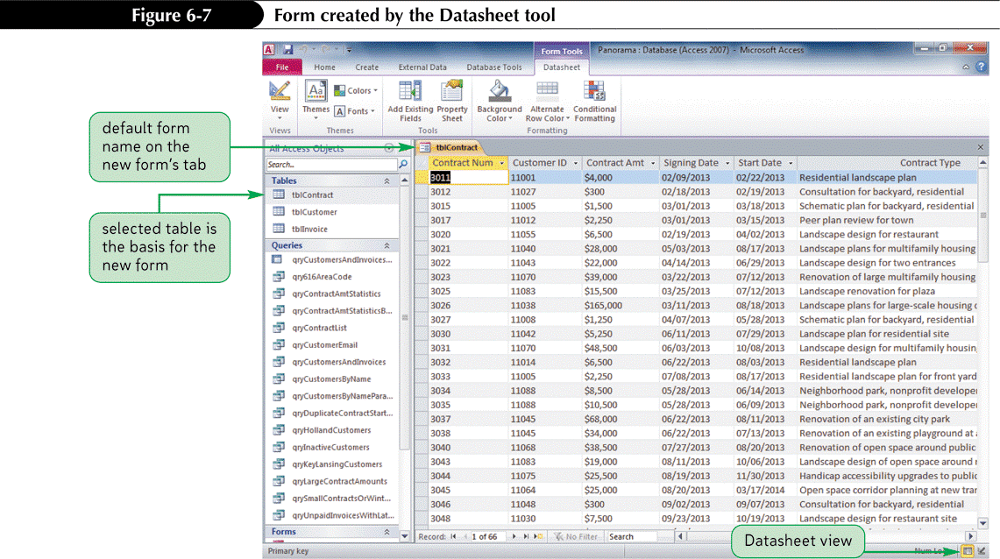 Figure 6-7 Form created by the Datasheet tool
Form Tools Panorama : Database (Access 2007) - Microsoft Access
File Home Create External Data Database Tools Datasheet
View
Themes
Colors
Fonts
Add Existing Fields
Property Sheet
Background Color
Alternate Row Color
Conditional Formatting
Views Themes Tools Formatting
default form
name on the
new form's tab
selected table is
the basis for the
new form
All Access Objects
Search...
Tables
tblContract
tblCustomer
tblInvoice
Queries
qryCustomersAndInvoices...
qry616AreaCode
qryContractAmtStatistics
qryContractAmtStatisticsB...
qryContractList
qryCustomerEmail
qryCustomersAndInvoices
qryCustomersByName
qryCustomersByNamePara...
qryDuplicateContractStart...
qryHollandCustomers
qryInactiveCustomers
qryKeyLansingCustomers
qryLargeContractAmounts
qrySmallContractsOrWint...
qryUnpaidInvoicesWithLat...
Forms
tblContract
Contract Num Customer ID Contract Amt Signing Date Start Date Contract Type
3011 11001 $4,000 02/09/2013 02/22/2013 Residential landscape plan
3012 11027 $300 02/18/2013 02/19/2013 Consultation for backyard, residential
3015 11005 $1,500 03/01/2013 03/18/2013 Schematic plan for backyard, residential
3017 11012 $2,250 03/01/2013 03/15/2013 Peer plan review for town
3020 11055 $6,500 02/19/2013 04/02/2013 Landscape design for restaurant
3021 11040 $28,000 05/03/2013 08/17/2013 Landscape plans for multifamily housing
3022 11043 $22,000 04/14/2013 06/29/2013 Landscape design for two entrances
3023 11070 $39,000 03/22/2013 07/12/2013 Renovation of large multifamily housing
3025 11083 $15,500 03/25/2013 07/12/2013 Landscape renovation for plaza
3026 11038 $165,000 03/11/2013 08/18/2013 Landscape plans for large-scale housing
3027 11008 $1,250 04/07/2013 05/28/2013 Schematic plan for backyard, residential
3030 11042 $5,250 06/11/2013 07/29/2013 Landscape plan for residential site
3031 11070 $48,500 06/03/2013 10/08/2013 Landscape design for multifamily housing
3032 11014 $6,500 06/22/2013 08/03/2013 Residential landscape plan
3033 11005 $2,250 07/08/2013 08/17/2013 Residential landscape plan for front yard
3034 11088 $8,500 05/28/2013 06/14/2013 Neighborhood park, nonprofit developer
3035 11088 $10,500 05/28/2013 06/09/2013 Neighborhood park, nonprofit developer
3037 11045 $68,000 06/22/2013 08/11/2013 Renovation of an existing city park
3038 11045 $34,000 06/22/2013 07/13/2013 Renovation of an existing playground at
3040 11068 $38,500 07/27/2013 08/20/2013 Renovation of open space around public
3043 11083 $19,000 08/11/2013 10/06/2013 Landscape design of open space around
3044 11075 $25,500 08/19/2013 11/30/2013 Handicap accessibility upgrades to public
3045 11064 $25,000 08/20/2013 03/17/2014 Open space corridor planning at new tran
3046 11048 $300 09/02/2013 09/07/2013 Consultation for backyard, residential
3048 11030 $7,500 09/23/2013 10/19/2013 Landscape design for restaurant site
Record: 1 of 66 No Filter Search
Datasheet view
Primary key Num Lo